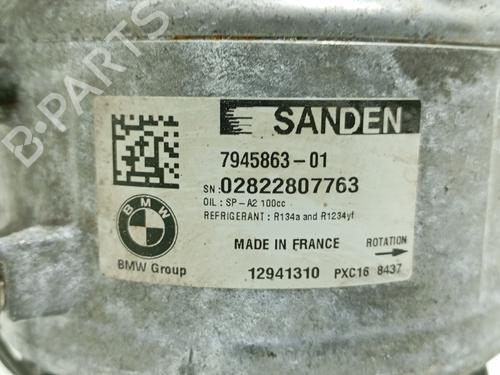 B-PARTS
SANDEN
7945863-01
SN: 02822807763
OIL: SP-A2 100cc
REFRIGERANT: R134a and R1234yf
BMW
BMW Group
MADE IN FRANCE
ROTATION
12941310 PXC16 8437